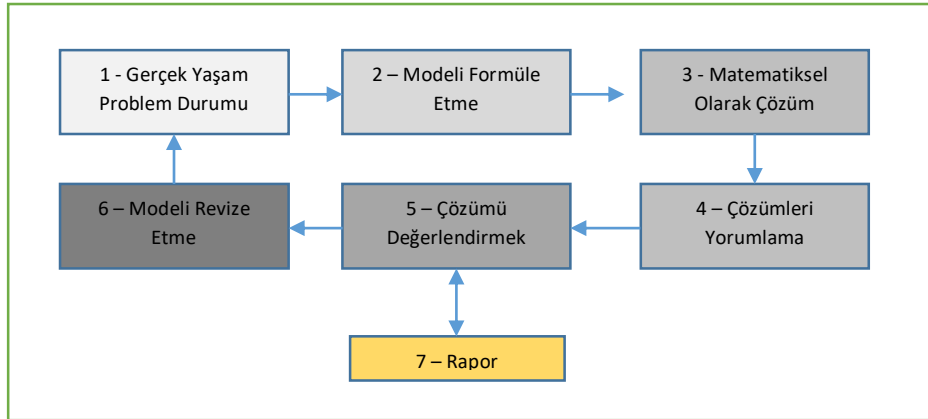 1 - Gerçek Yaşam
Problem Durumu
2 – Modeli Formüle
Etme
3 - Matematiksel
Olarak Çözüm
6 – Modeli Revize
Etme
5 – Çözümü
Değerlendirmek
4 – Çözümleri
Yorumlama
7 – Rapor